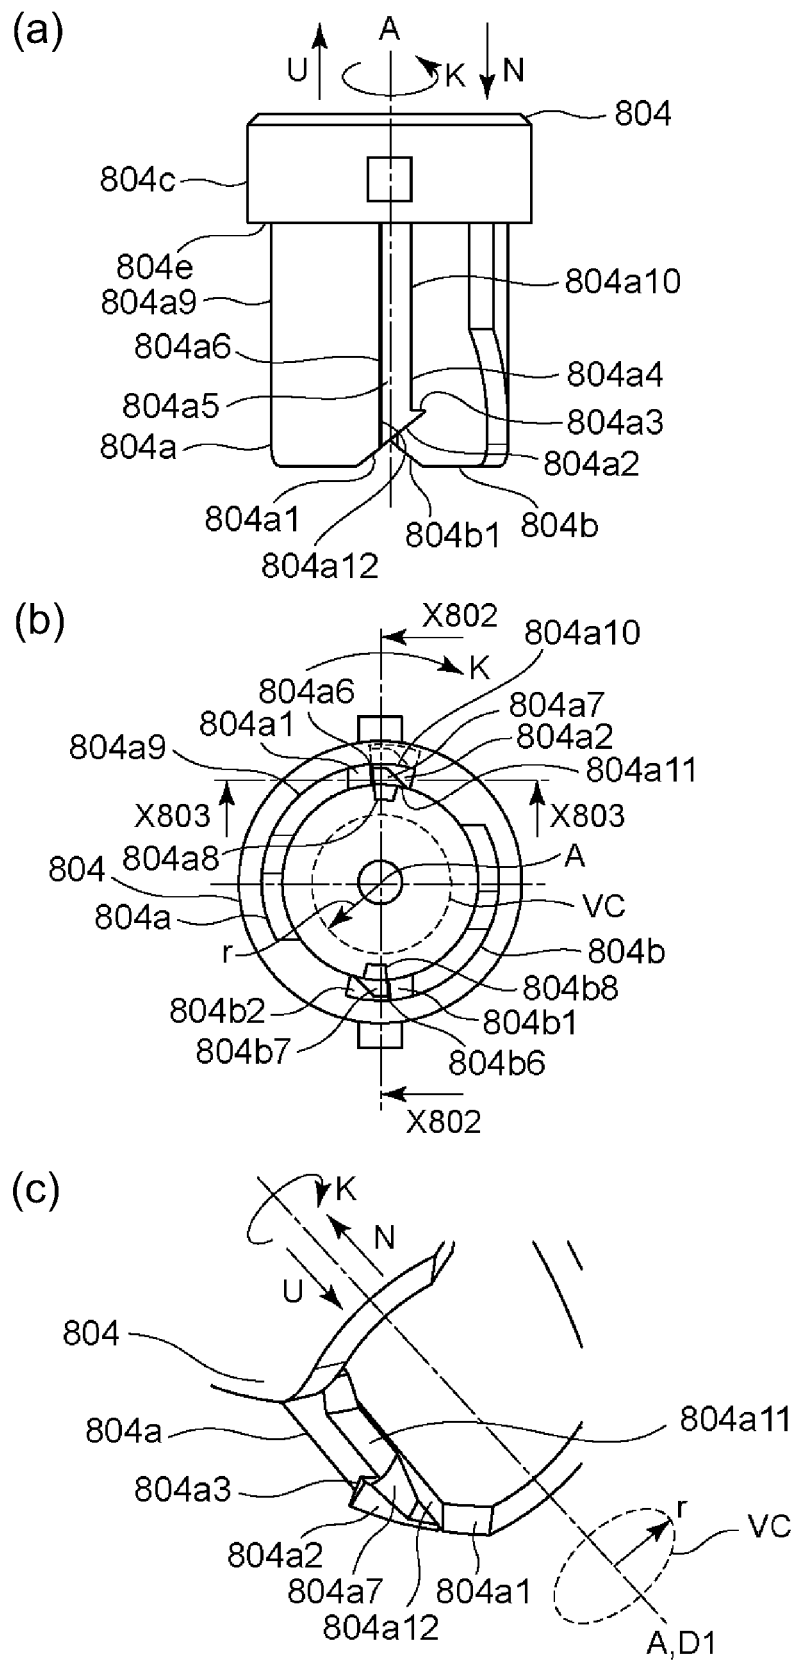 (a)
A
U
K
N
804
804c
804e
804a9
804a10
804a6
804a4
804a5
804a3
804a
804a2
804a1
804b1
804b
804a12
(b)
X802
804a10
K
804a6
804a7
804a1
804a2
804a9
804a11
X803
X803
804a8
A
804
804a
VC
r
804b
804b8
804b2
804b1
804b7
804b6
X802
(c)
K
N
U
804
804a11
804a
804a3
r
VC
804a2
804a7
804a1
804a12
A,D1